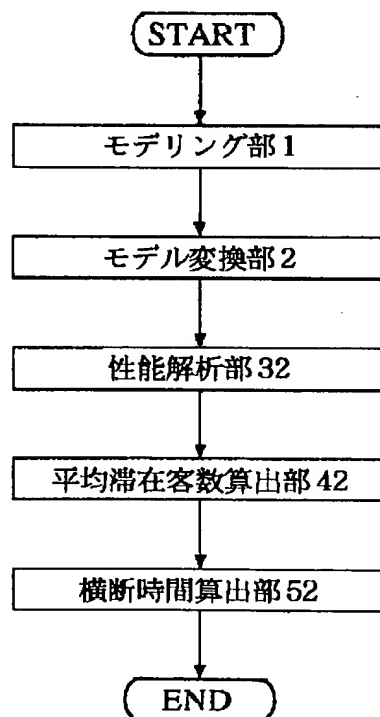 START
モデリング部1
モデル変換部2
性能解析部32
平均滞在客数算出部42
横断時間算出部52
END